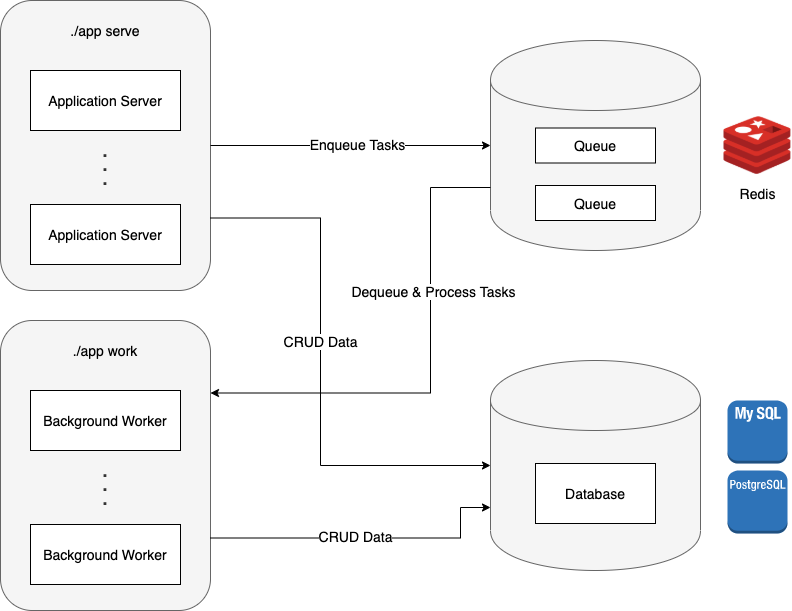 ./app serve
Application Server
Application Server
Enqueue Tasks
Queue
Queue
Redis
Dequeue & Process Tasks
CRUD Data
./app work
Background Worker
Background Worker
CRUD Data
Database
My SQL
PostgreSQL